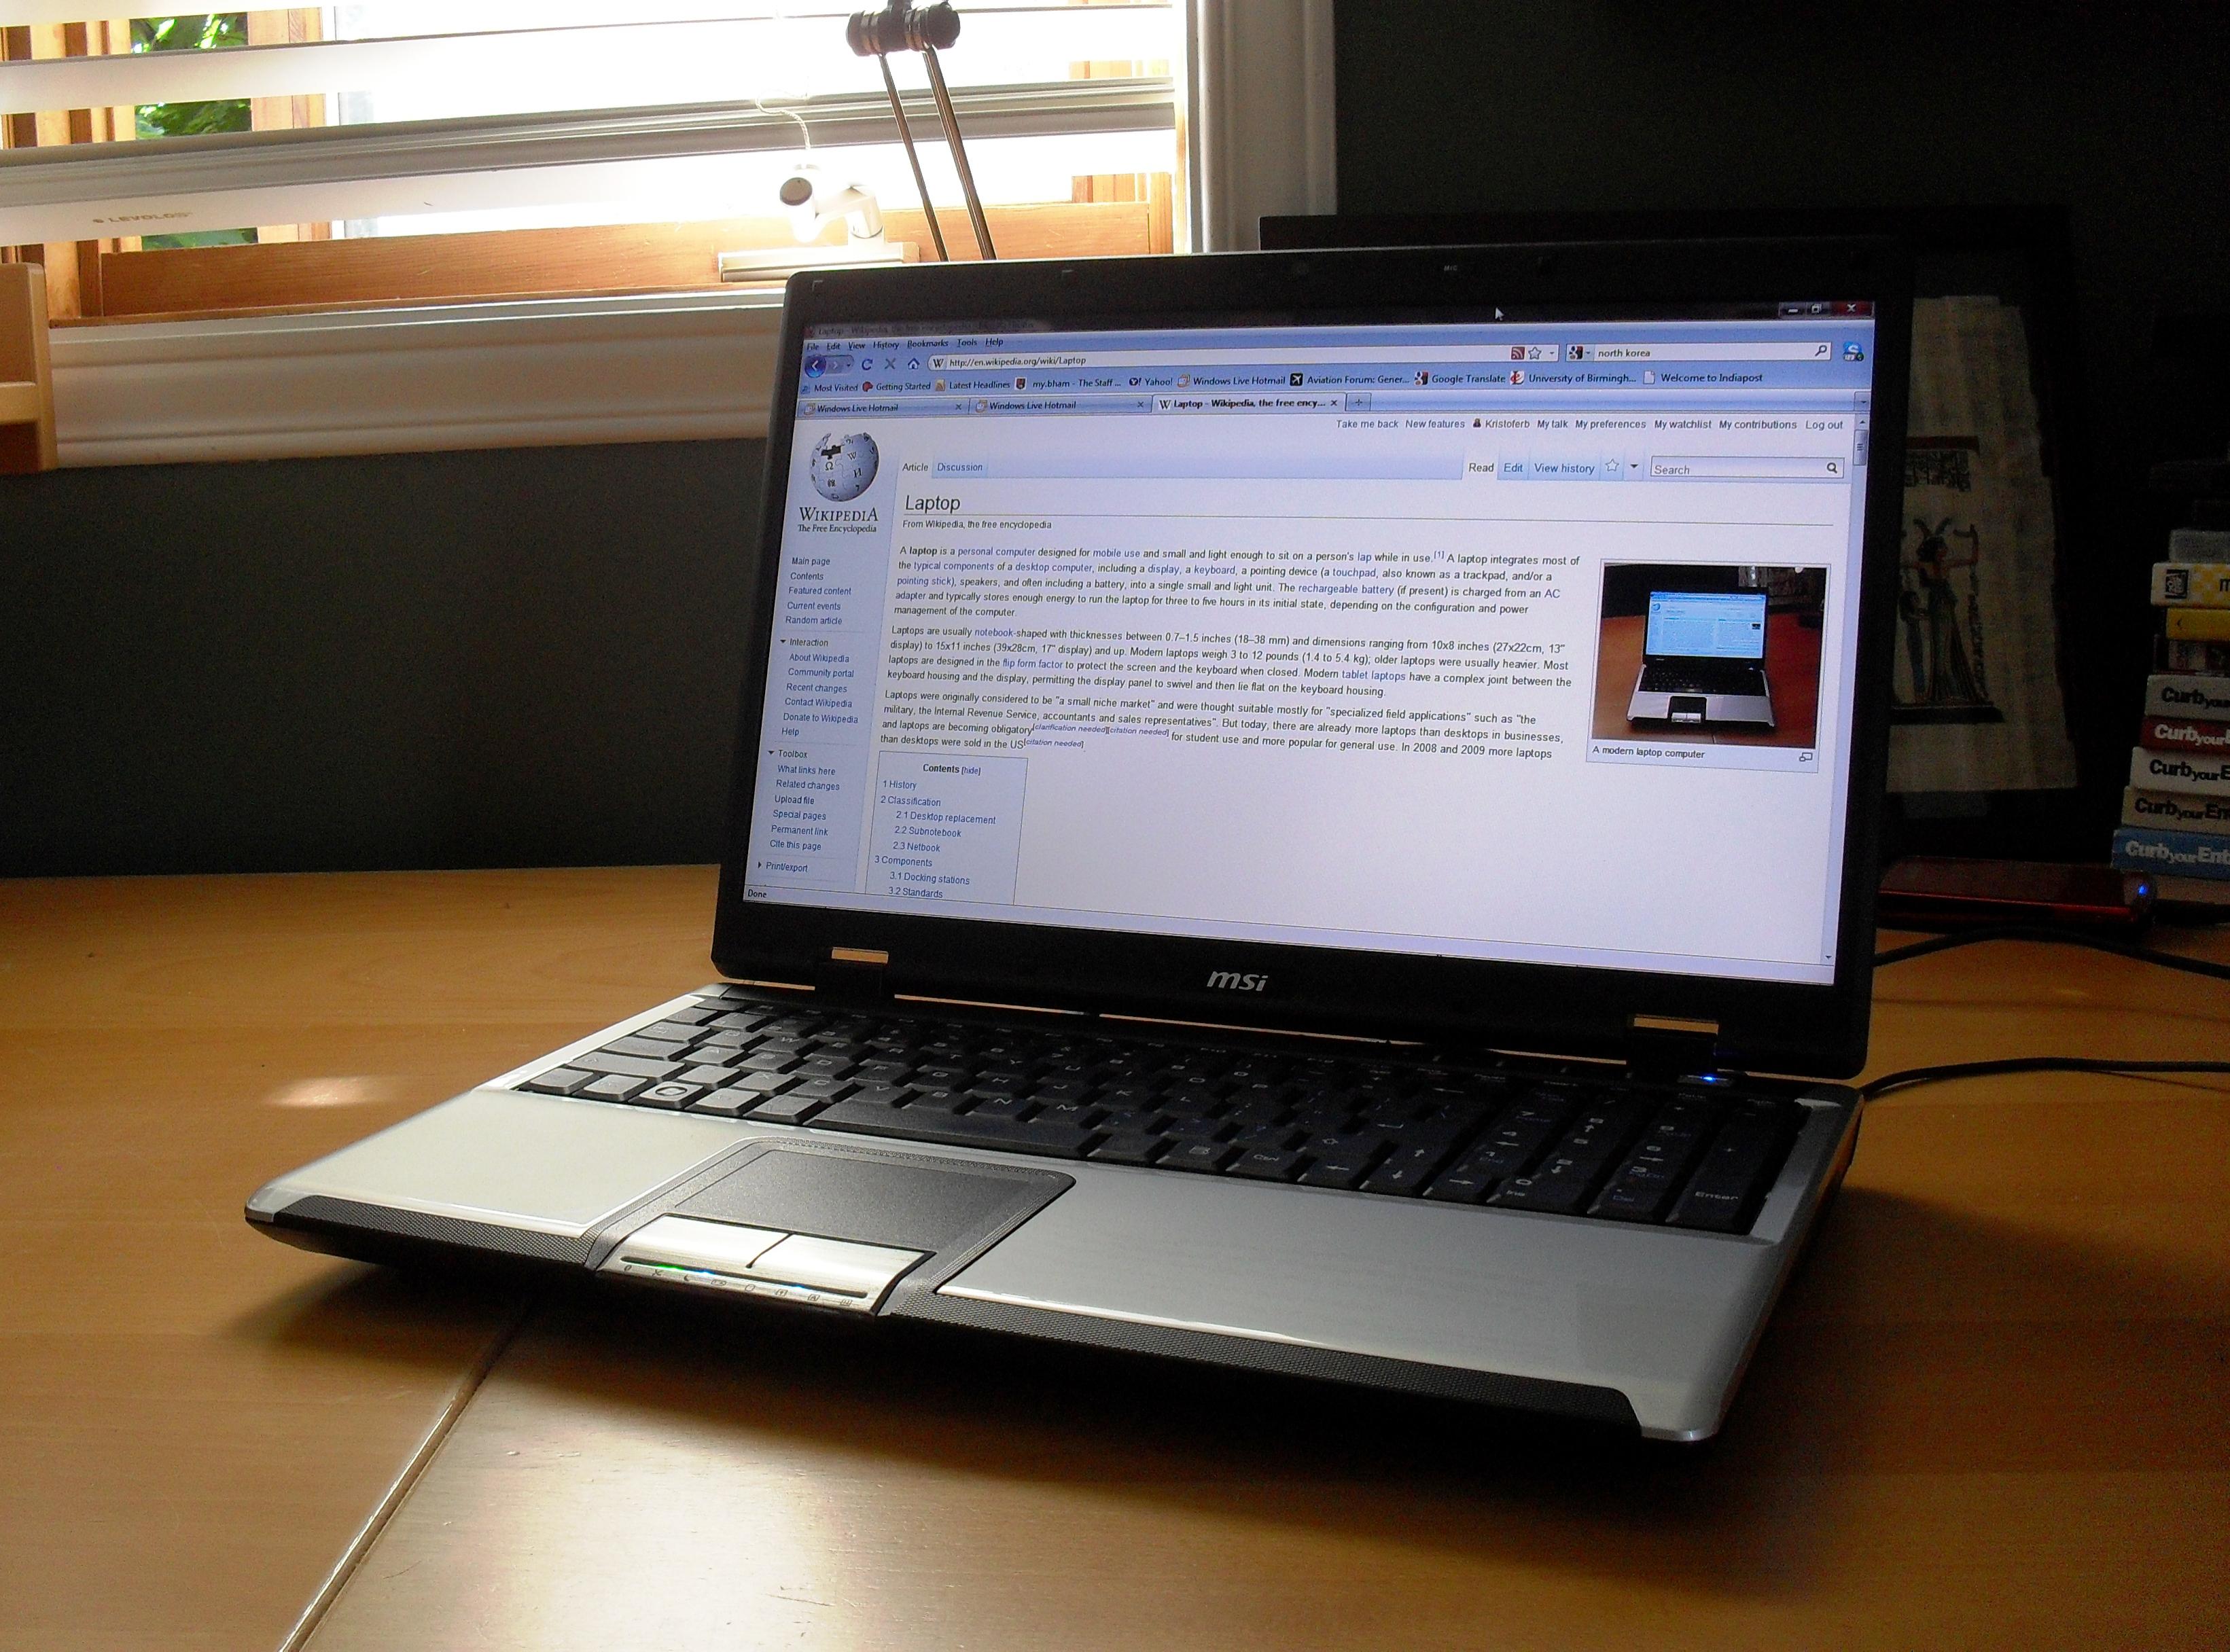 LEVOLOR
MIC
Laptop - Wikipedia, the free encyclopedia
File Edit View History Bookmarks Tools Help
http://en.wikipedia.org/wiki/Laptop
north korea
Most Visited Getting Started Latest Headlines my.bham - The Staff ... Yahoo! Windows Live Hotmail Aviation Forum: Gener... Google Translate University of Birmingh... Welcome to Indiapost
Windows Live Hotmail Windows Live Hotmail Laptop - Wikipedia, the free ency...
Take me back New features Kristoferb My talk My preferences My watchlist My contributions Log out
WIKIPEDIA
The Free Encyclopedia
Article Discussion
Read Edit View history Search
Laptop
From Wikipedia, the free encyclopedia
A laptop is a personal computer designed for mobile use and small and light enough to sit on a person's lap while in use.[1] A laptop integrates most of
the typical components of a desktop computer, including a display, a keyboard, a pointing device (a touchpad, also known as a trackpad, and/or a
pointing stick), speakers, and often including a battery, into a single small and light unit. The rechargeable battery (if present) is charged from an AC
adapter and typically stores enough energy to run the laptop for three to five hours in its initial state, depending on the configuration and power
management of the computer.
Laptops are usually notebook-shaped with thicknesses between 0.7–1.5 inches (18–38 mm) and dimensions ranging from 10x8 inches (27x22cm, 13"
display) to 15x11 inches (39x28cm, 17" display) and up. Modern laptops weigh 3 to 12 pounds (1.4 to 5.4 kg); older laptops were usually heavier. Most
laptops are designed in the flip form factor to protect the screen and the keyboard when closed. Modern tablet laptops have a complex joint between the
keyboard housing and the display, permitting the display panel to swivel and then lie flat on the keyboard housing.
Laptops were originally considered to be "a small niche market" and were thought suitable mostly for "specialized field applications" such as "the
military, the Internal Revenue Service, accountants and sales representatives". But today, there are already more laptops than desktops in businesses,
and laptops are becoming obligatory[clarification needed][citation needed] for student use and more popular for general use. In 2008 and 2009 more laptops
than desktops were sold in the US[citation needed].
A modern laptop computer
Main page
Contents
Featured content
Current events
Random article
Interaction
About Wikipedia
Community portal
Recent changes
Contact Wikipedia
Donate to Wikipedia
Help
Toolbox
What links here
Related changes
Upload file
Special pages
Permanent link
Cite this page
Print/export
Contents [hide]
1 History
2 Classification
2.1 Desktop replacement
2.2 Subnotebook
2.3 Netbook
3 Components
3.1 Docking stations
3.2 Standards
Done
msi
Enter
Curb your
Curb your
Curb your E
Curb your En
Curb your Ent